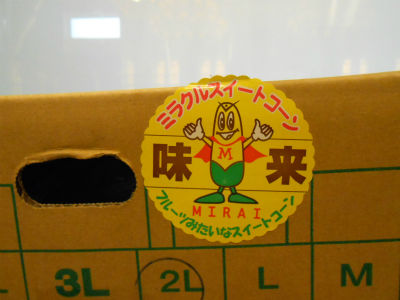 ミラクルスイートコーン
M
味来
MIRAI
フルーツみたいなスイートコーン
3L 2L L M